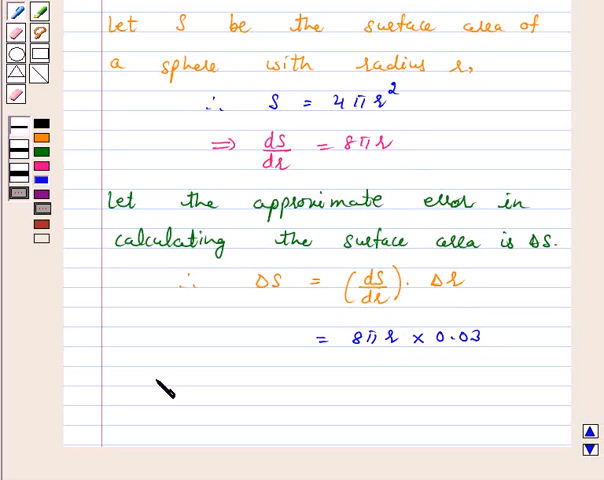 Let S be the surface area of
a sphere with radius r,
∴ S = 4πr²
⇒ dS/dr = 8πr
Let the approximate error in
calculating the surface area is ΔS.
∴ ΔS = (dS/dr). Δr
= 8πr × 0.03